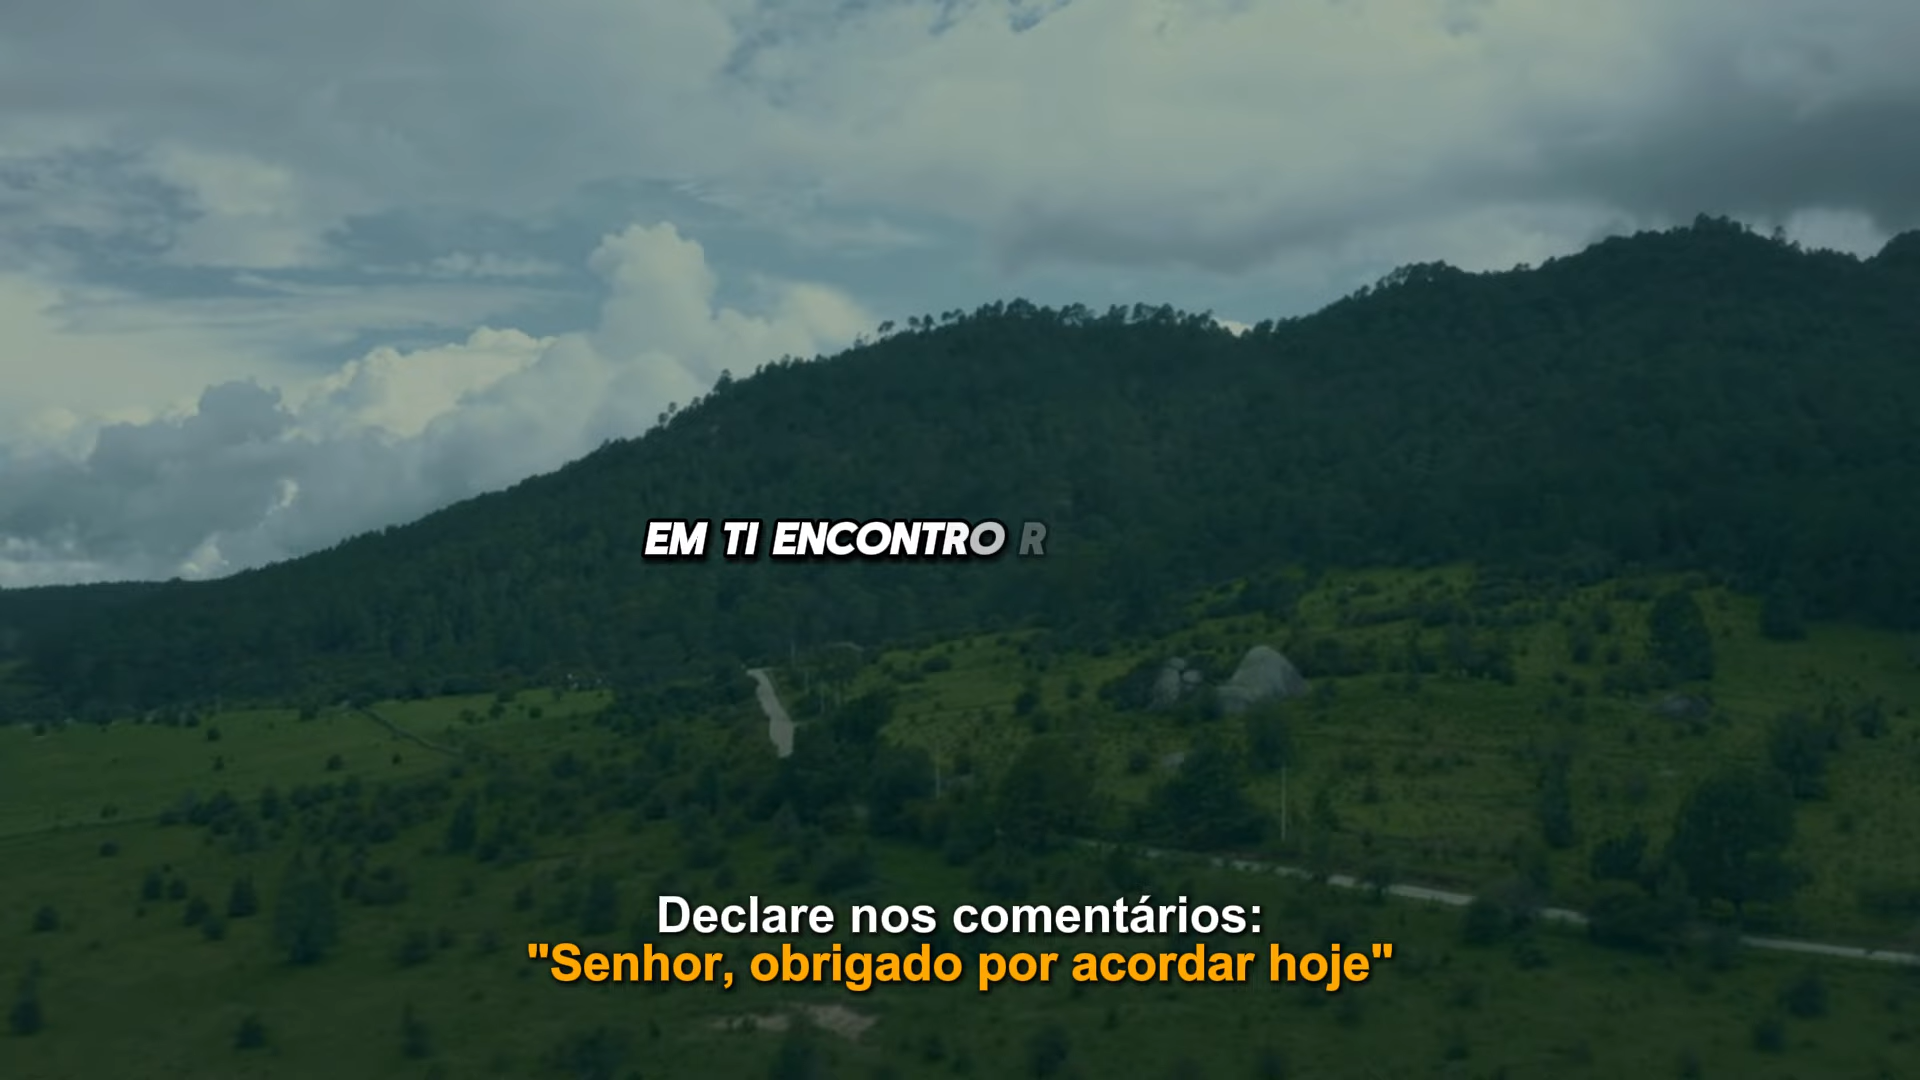 EM TI ENCONTRO R
Declare nos comentários:
"Senhor, obrigado por acordar hoje"